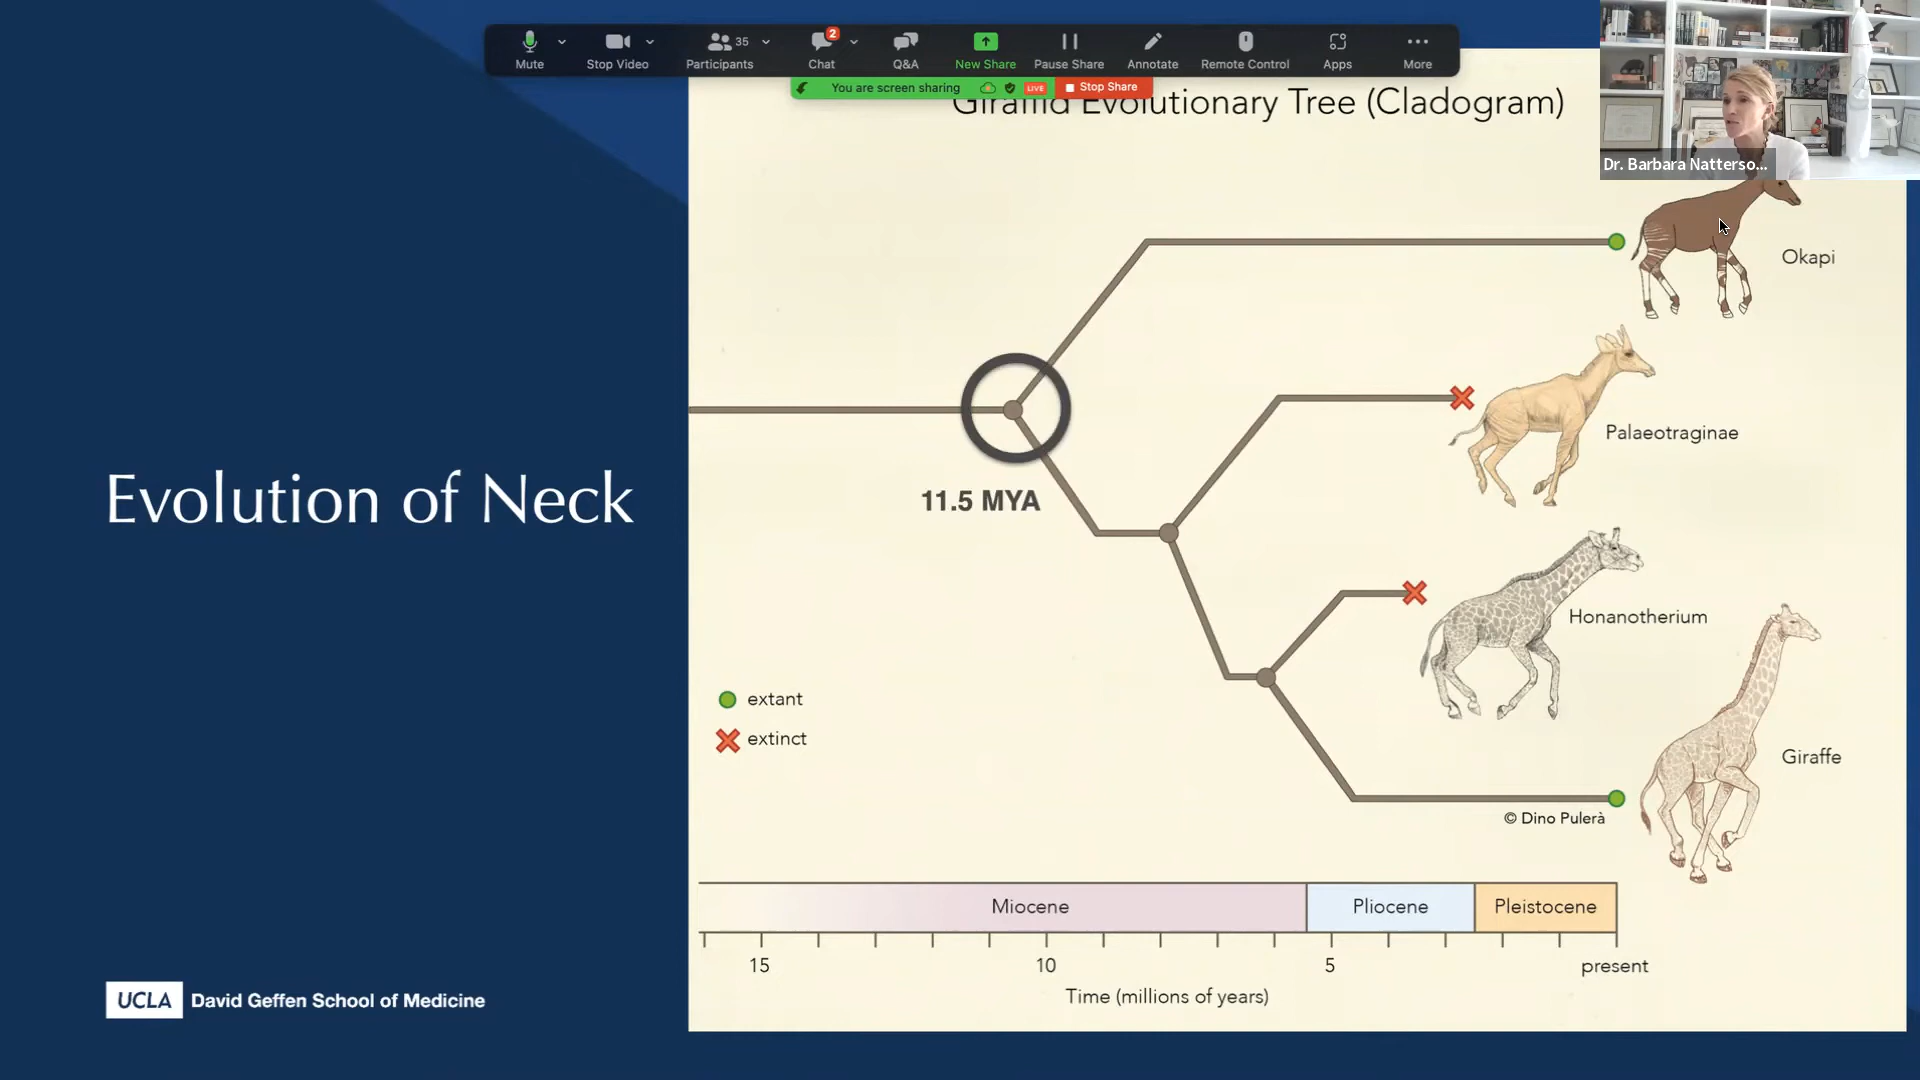 Mute
Stop Video
Participants
35
Chat
2
Q&A
New Share
Pause Share
Annotate
Remote Control
Apps
More
You are screen sharing
LIVE
Stop Share
Dr. Barbara Natterso...
Giraffid Evolutionary Tree (Cladogram)
Okapi
Palaeotraginae
11.5 MYA
Evolution of Neck
Honanotherium
extant
extinct
Giraffe
© Dino Pulerà
Miocene
Pliocene
Pleistocene
15
10
5
present
Time (millions of years)
UCLA
David Geffen School of Medicine